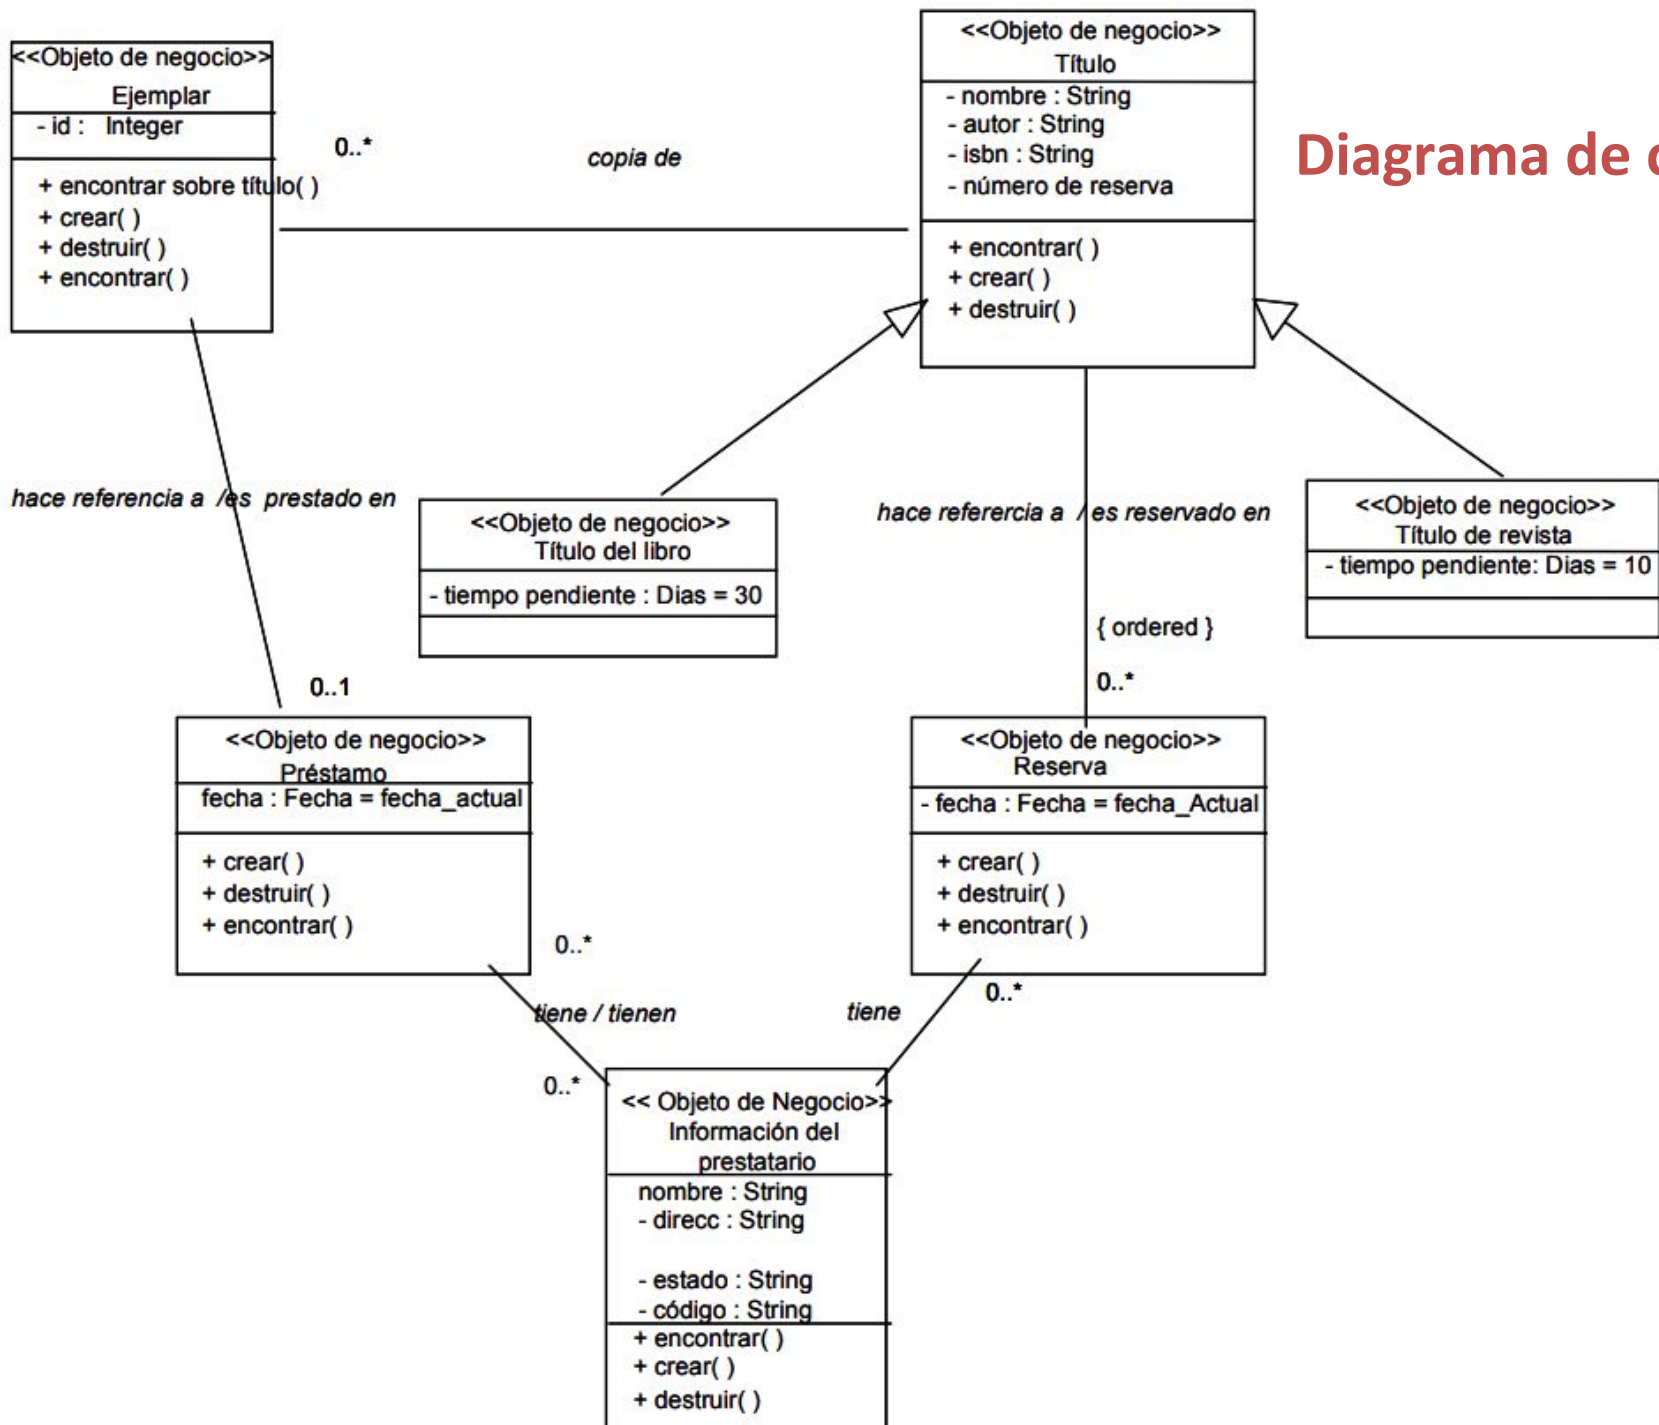 <<Objeto de negocio>>
Ejemplar
- id : Integer
+ encontrar sobre título( )
+ crear( )
+ destruir( )
+ encontrar( )
0..*
copia de
<<Objeto de negocio>>
Título
- nombre : String
- autor : String
- isbn : String
- número de reserva
+ encontrar( )
+ crear( )
+ destruir( )
Diagrama de c
hace referencia a /es prestado en
<<Objeto de negocio>>
Título del libro
- tiempo pendiente : Dias = 30
hace referercia a / es reservado en
<<Objeto de negocio>>
Título de revista
- tiempo pendiente: Dias = 10
{ ordered }
0..*
0..1
<<Objeto de negocio>>
Préstamo
fecha : Fecha = fecha_actual
+ crear( )
+ destruir( )
+ encontrar( )
<<Objeto de negocio>>
Reserva
- fecha : Fecha = fecha_Actual
+ crear( )
+ destruir( )
+ encontrar( )
0..*
tiene / tienen
0..*
tiene
0..*
<< Objeto de Negocio>>
Información del
prestatario
nombre : String
- direcc : String
- estado : String
- código : String
+ encontrar( )
+ crear( )
+ destruir( )